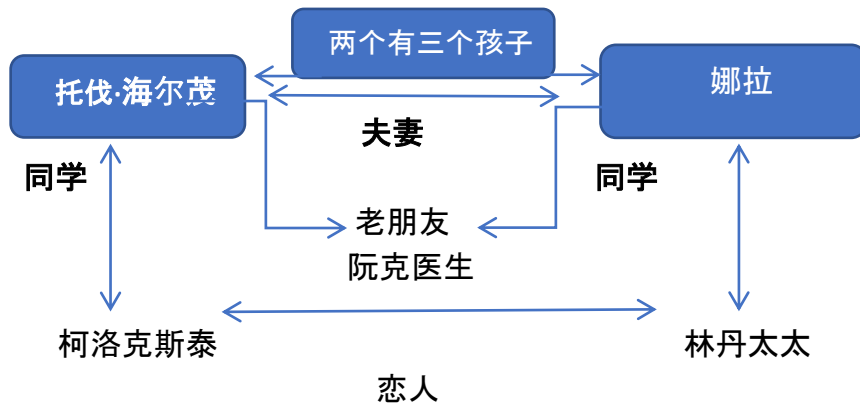 两个有三个孩子
托伐·海尔茂
娜拉
夫妻
同学
同学
老朋友
阮克医生
柯洛克斯泰
林丹太太
恋人